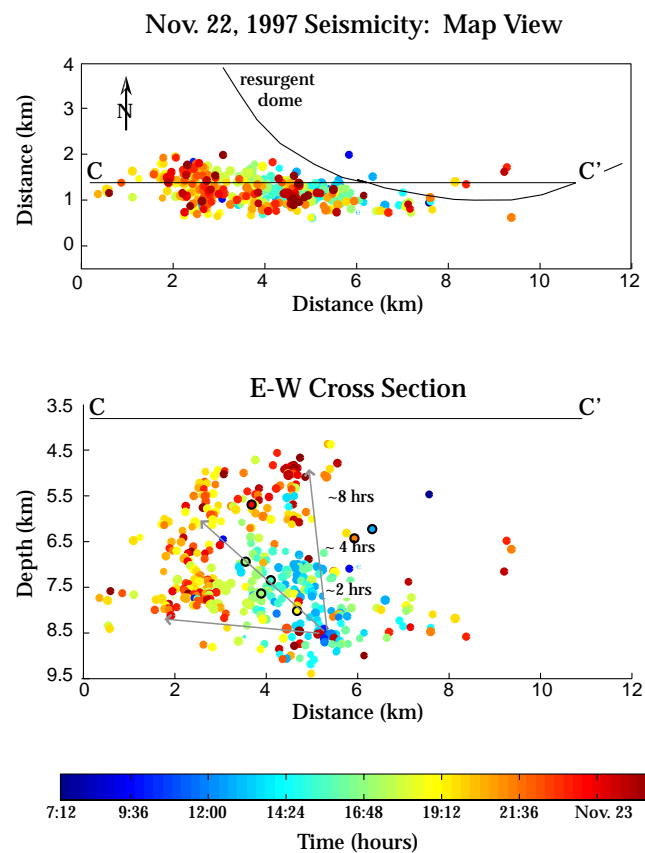 Nov. 22, 1997 Seismicity: Map View
Distance (km)
4
3
2
1
0
N
resurgent
dome
C
C'
0
2
4
6
8
10
12
Distance (km)
E-W Cross Section
Depth (km)
3.5
4.5
5.5
6.5
7.5
8.5
9.5
C
C'
~8 hrs
~ 4 hrs
~2 hrs
0
2
4
6
8
10
12
Distance (km)
7:12
9:36
12:00
14:24
16:48
19:12
21:36
Nov. 23
Time (hours)